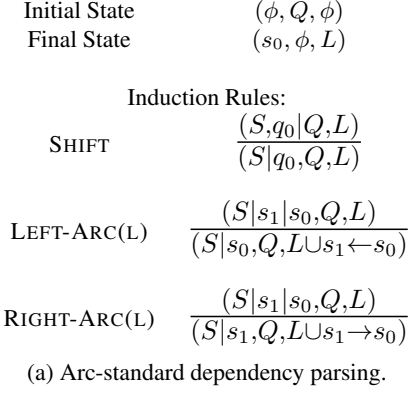 Initial State (ϕ, Q, ϕ)
Final State (s₀, ϕ, L)
Induction Rules:
SHIFT (S,q₀|Q,L)
(S|q₀,Q,L)
LEFT-ARC(L) (S|s₁|s₀,Q,L)
(S|s₀,Q,L∪s₁←s₀)
RIGHT-ARC(L) (S|s₁|s₀,Q,L)
(S|s₁,Q,L∪s₁→s₀)
(a) Arc-standard dependency parsing.